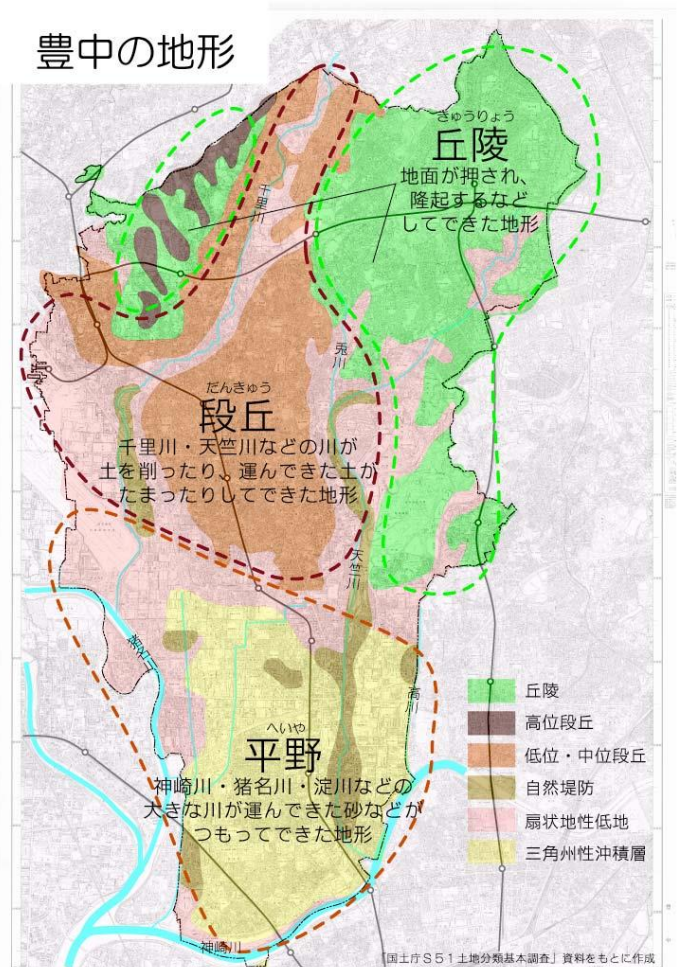 豊中の地形
きゅうりょう
丘陵
地面が押され、
隆起するなど
してできた地形
千里川
兎川
だんきゅう
段丘
千里川・天竺川などの川が
土を削ったり、運んできた土が
たまったりしてできた地形
天竺川
猪名川
高川
へいや
平野
神崎川・猪名川・淀川などの
大きな川が運んできた砂などが
つもってできた地形
神崎川
丘陵
高位段丘
低位・中位段丘
自然堤防
扇状地性低地
三角州性沖積層
「国土庁S51土地分類基本調査」資料をもとに作成